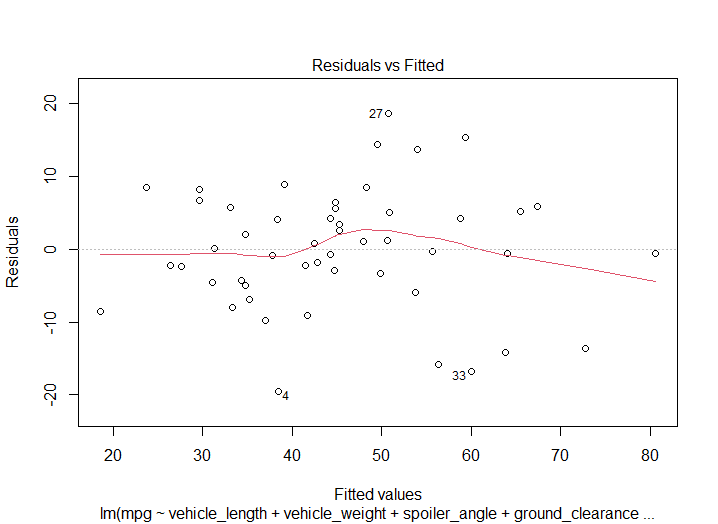 Residuals vs Fitted
Residuals
20
10
0
-10
-20
27
33
4
20 30 40 50 60 70 80
Fitted values
lm(mpg ~ vehicle_length + vehicle_weight + spoiler_angle + ground_clearance ...